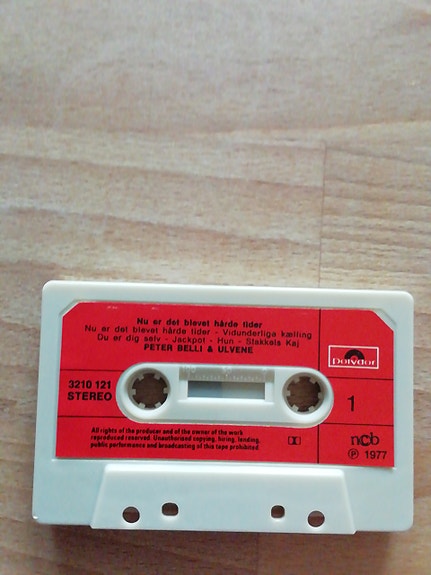 Nu er det blevet hårde tider
Nu er det blevet hårde tider - Vidunderliga kælling
Du er dig selv - Jackpot - Hun - Stakkels Kaj
PETER BELLI & ULVENE
polydor
3210 121
STEREO
1
All rights of the producer and of the owner of the work
reproduced reserved. Unauthorised copying, hiring, lending,
public performance and broadcasting of this tape prohibited.
ncb
℗ 1977